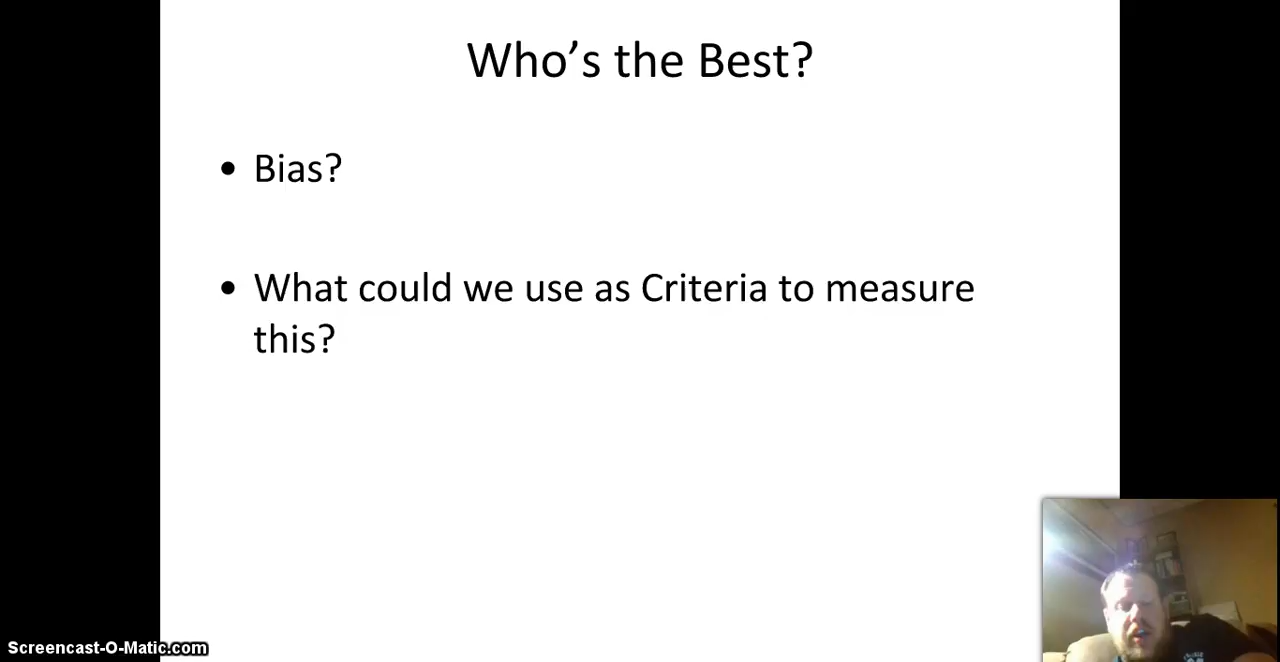 Who's the Best?
• Bias?
• What could we use as Criteria to measure
this?
Screencast-O-Matic.com